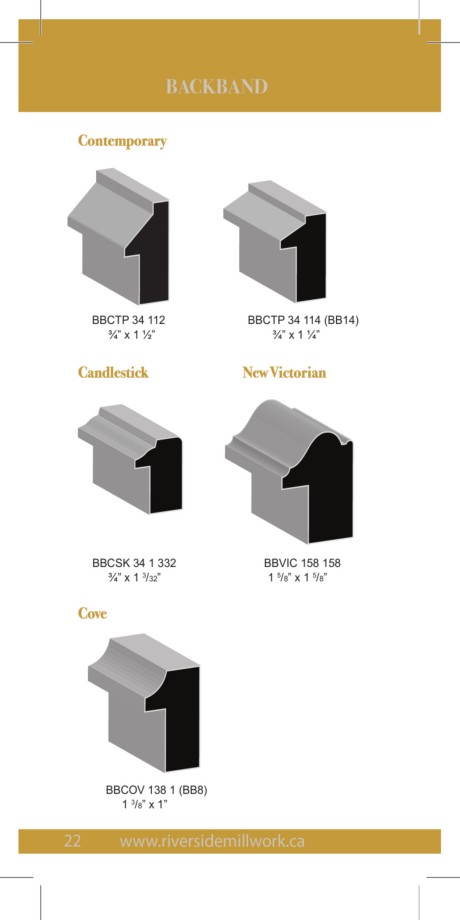 BACKBAND
Contemporary
BBCTP 34 112
¾” x 1 ½”
BBCTP 34 114 (BB14)
¾” x 1 ¼”
Candlestick
New Victorian
BBCSK 34 1 332
¾” x 1 3/32”
BBVIC 158 158
1 5/8” x 1 5/8”
Cove
BBCOV 138 1 (BB8)
1 3/8” x 1”
22 www.riversidemillwork.ca